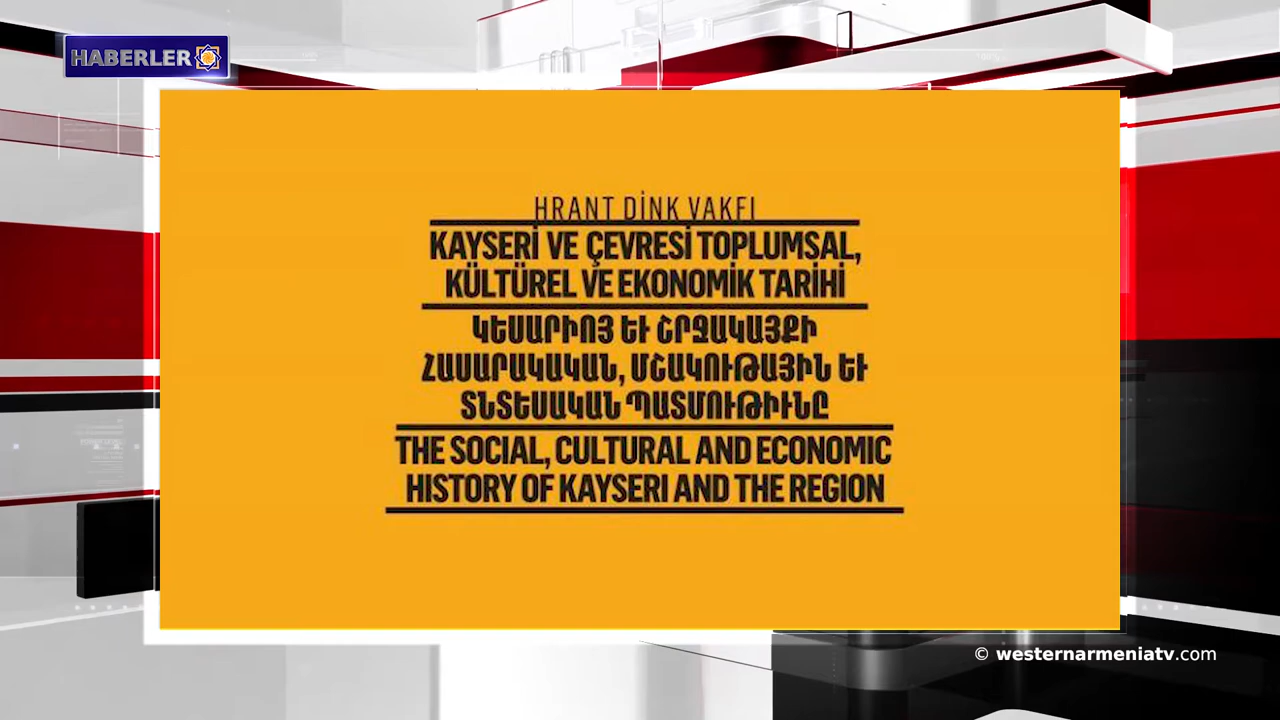 HABERLER
HRANT DİNK VAKFI
KAYSERİ VE ÇEVRESİ TOPLUMSAL,
KÜLTÜREL VE EKONOMİK TARİHİ
ԿԵՍԱՐԻՈՅ ԵՒ ՇՐՋԱԿԱՅՔԻ
ՀԱՍԱՐԱԿԱԿԱՆ, ՄՇԱԿՈՒԹԱՅԻՆ ԵՒ
ՏՆՏԵՍԱԿԱՆ ՊԱՏՄՈՒԹԻՒՆԸ
THE SOCIAL, CULTURAL AND ECONOMIC
HISTORY OF KAYSERI AND THE REGION
© westernarmeniatv.com